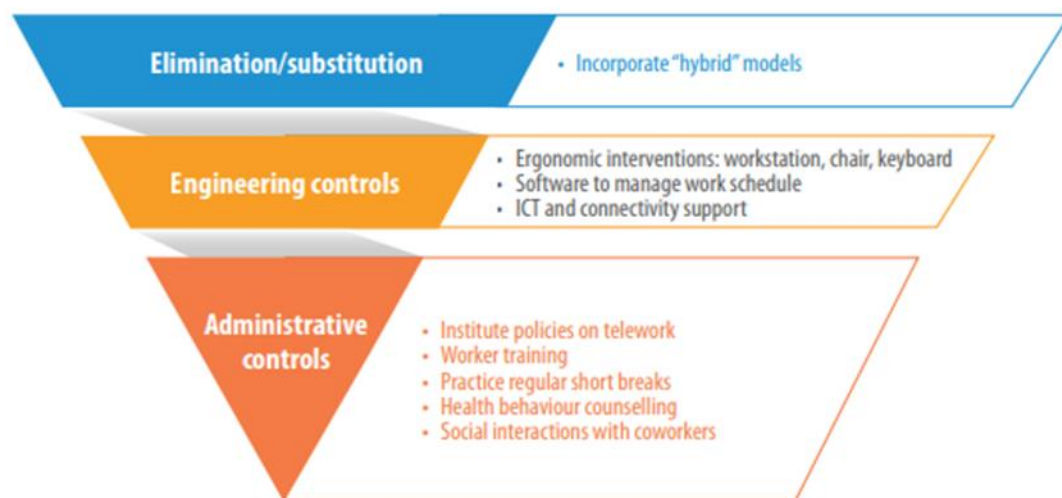 Elimination/substitution
• Incorporate “hybrid” models
Engineering controls
• Ergonomic interventions: workstation, chair, keyboard
• Software to manage work schedule
• ICT and connectivity support
Administrative
controls
• Institute policies on telework
• Worker training
• Practice regular short breaks
• Health behaviour counselling
• Social interactions with coworkers